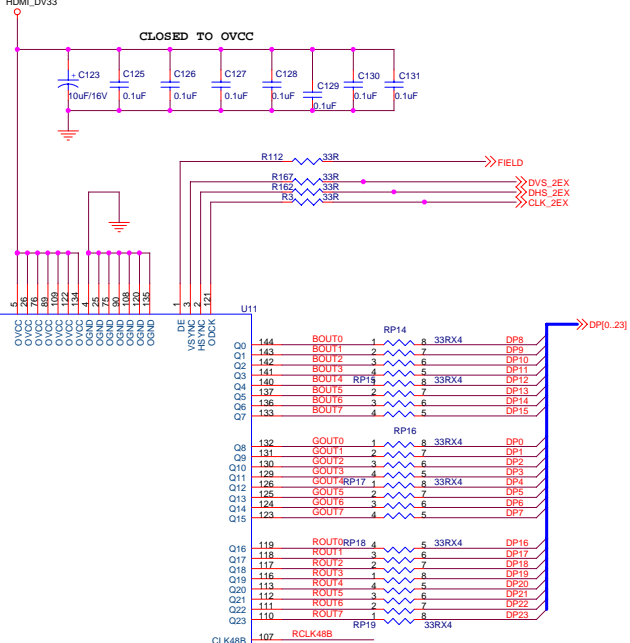 HDMI_DV33
CLOSED TO OVCC
+ C123 C125 C126 C127 C128 C129 C130 C131
10uF/16V 0.1uF 0.1uF 0.1uF 0.1uF 0.1uF 0.1uF 0.1uF
R112 33R FIELD
R167 33R DVS_2EX
R162 33R DHS_2EX
R3 33R CLK_2EX
5 26 76 89 109 122 134 4 25 75 90 108 120 135 1 3 2 121
OVCC OVCC OVCC OVCC OVCC OVCC OVCC OGND OGND OGND OGND OGND OGND OGND DE VSYNC HSYNC ODCK
U11
RP14
DP[0..23]
Q0 144 BOUT0 1 8 33RX4 DP8
Q1 143 BOUT1 2 7 DP9
Q2 142 BOUT2 3 6 DP10
Q3 141 BOUT3 4 5 DP11
Q4 140 BOUT4 RP15 1 8 33RX4 DP12
Q5 137 BOUT5 2 7 DP13
Q6 136 BOUT6 3 6 DP14
Q7 133 BOUT7 4 5 DP15
RP16
Q8 132 GOUT0 1 8 33RX4 DP0
Q9 131 GOUT1 2 7 DP1
Q10 130 GOUT2 3 6 DP2
Q11 129 GOUT3 4 5 DP3
Q12 126 GOUT4 RP17 1 8 33RX4 DP4
Q13 125 GOUT5 2 7 DP5
Q14 124 GOUT6 3 6 DP6
Q15 123 GOUT7 4 5 DP7
Q16 119 ROUT0 RP18 4 5 33RX4 DP16
Q17 118 ROUT1 3 6 DP17
Q18 117 ROUT2 2 7 DP18
Q19 116 ROUT3 1 8 DP19
Q20 113 ROUT4 4 5 DP20
Q21 112 ROUT5 3 6 DP21
Q22 111 ROUT6 2 7 DP22
Q23 110 ROUT7 1 8 DP23
RP19 33RX4
CLK48B 107 RCLK48B